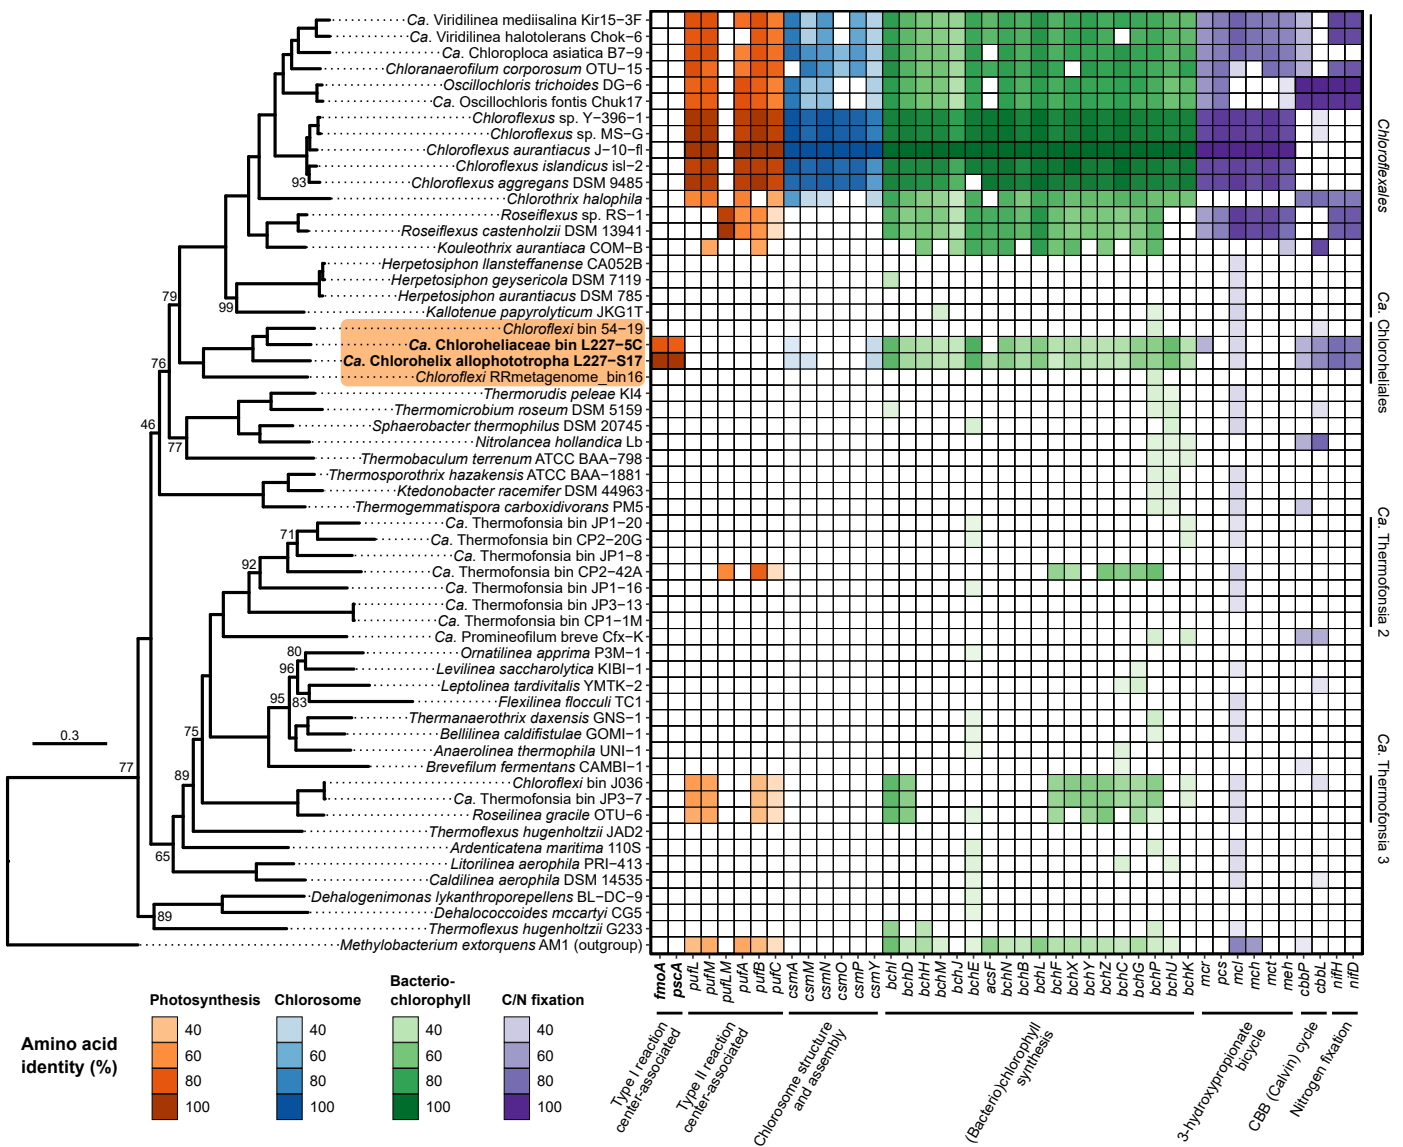 Ca. Viridilinea mediisalina Kir15−3F
Ca. Viridilinea halotolerans Chok−6
Ca. Chloroploca asiatica B7−9
Chloranaerofilum corporosum OTU−15
Oscillochloris trichoides DG−6
Ca. Oscillochloris fontis Chuk17
Chloroflexus sp. Y−396−1
Chloroflexus sp. MS−G
Chloroflexus aurantiacus J−10−fl
Chloroflexus islandicus isl−2
93
Chloroflexus aggregans DSM 9485
Chlorothrix halophila
Roseiflexus sp. RS−1
Roseiflexus castenholzii DSM 13941
Kouleothrix aurantiaca COM−B
Herpetosiphon llansteffanense CA052B
Herpetosiphon geysericola DSM 7119
79
Herpetosiphon aurantiacus DSM 785
99
Kallotenue papyrolyticum JKG1T
Chloroflexi bin 54−19
Ca. Chloroheliaceae bin L227−5C
76
Ca. Chlorohelix allophototropha L227−S17
Chloroflexi RRmetagenome_bin16
Thermorudis peleae KI4
Thermomicrobium roseum DSM 5159
46
Sphaerobacter thermophilus DSM 20745
77
Nitrolancea hollandica Lb
Thermobaculum terrenum ATCC BAA−798
Thermosporothrix hazakensis ATCC BAA−1881
Ktedonobacter racemifer DSM 44963
Thermogemmatispora carboxidivorans PM5
Ca. Thermofonsia bin JP1−20
71
Ca. Thermofonsia bin CP2−20G
Ca. Thermofonsia bin JP1−8
92
Ca. Thermofonsia bin CP2−42A
Ca. Thermofonsia bin JP1−16
Ca. Thermofonsia bin JP3−13
Ca. Thermofonsia bin CP1−1M
Ca. Promineofilum breve Cfx−K
80
Ornatilinea apprima P3M−1
96
Levilinea saccharolytica KIBI−1
Leptolinea tardivitalis YMTK−2
95
83
Flexilinea flocculi TC1
Thermanaerothrix daxensis GNS−1
75
0.3
Bellilinea caldifistulae GOMI−1
Anaerolinea thermophila UNI−1
77
Brevefilum fermentans CAMBI−1
89
Chloroflexi bin J036
Ca. Thermofonsia bin JP3−7
Roseilinea gracile OTU−6
Thermoflexus hugenholtzii JAD2
Ardenticatena maritima 110S
65
Litorilinea aerophila PRI−413
Caldilinea aerophila DSM 14535
Dehalogenimonas lykanthroporepellens BL−DC−9
89
Dehalococcoides mccartyi CG5
Thermoflexus hugenholtzii G233
Methylobacterium extorquens AM1 (outgroup)
Chloroflexales
Ca. Chloroheliales
Ca. Thermofonsia 2
Ca. Thermofonsia 3
fmoA
pscA
pufL
pufM
pufLM
pufA
pufB
pufC
csmA
csmM
csmN
csmO
csmP
csmY
bchI
bchD
bchH
bchM
bchJ
bchE
acsF
bchN
bchB
bchL
bchF
bchX
bchY
bchZ
bchC
bchG
bchP
bchU
bchK
mcr
pcs
mcl
mch
mct
meh
cbbP
cbbL
nifH
nifD
Type I reaction
center-associated
Type II reaction
center-associated
Chlorosome structure
and assembly
(Bacterio)chlorophyll
synthesis
3-hydroxypropionate
bicycle
CBB (Calvin) cycle
Nitrogen fixation
Amino acid
identity (%)
Photosynthesis
40
60
80
100
Chlorosome
40
60
80
100
Bacterio-
chlorophyll
40
60
80
100
C/N fixation
40
60
80
100